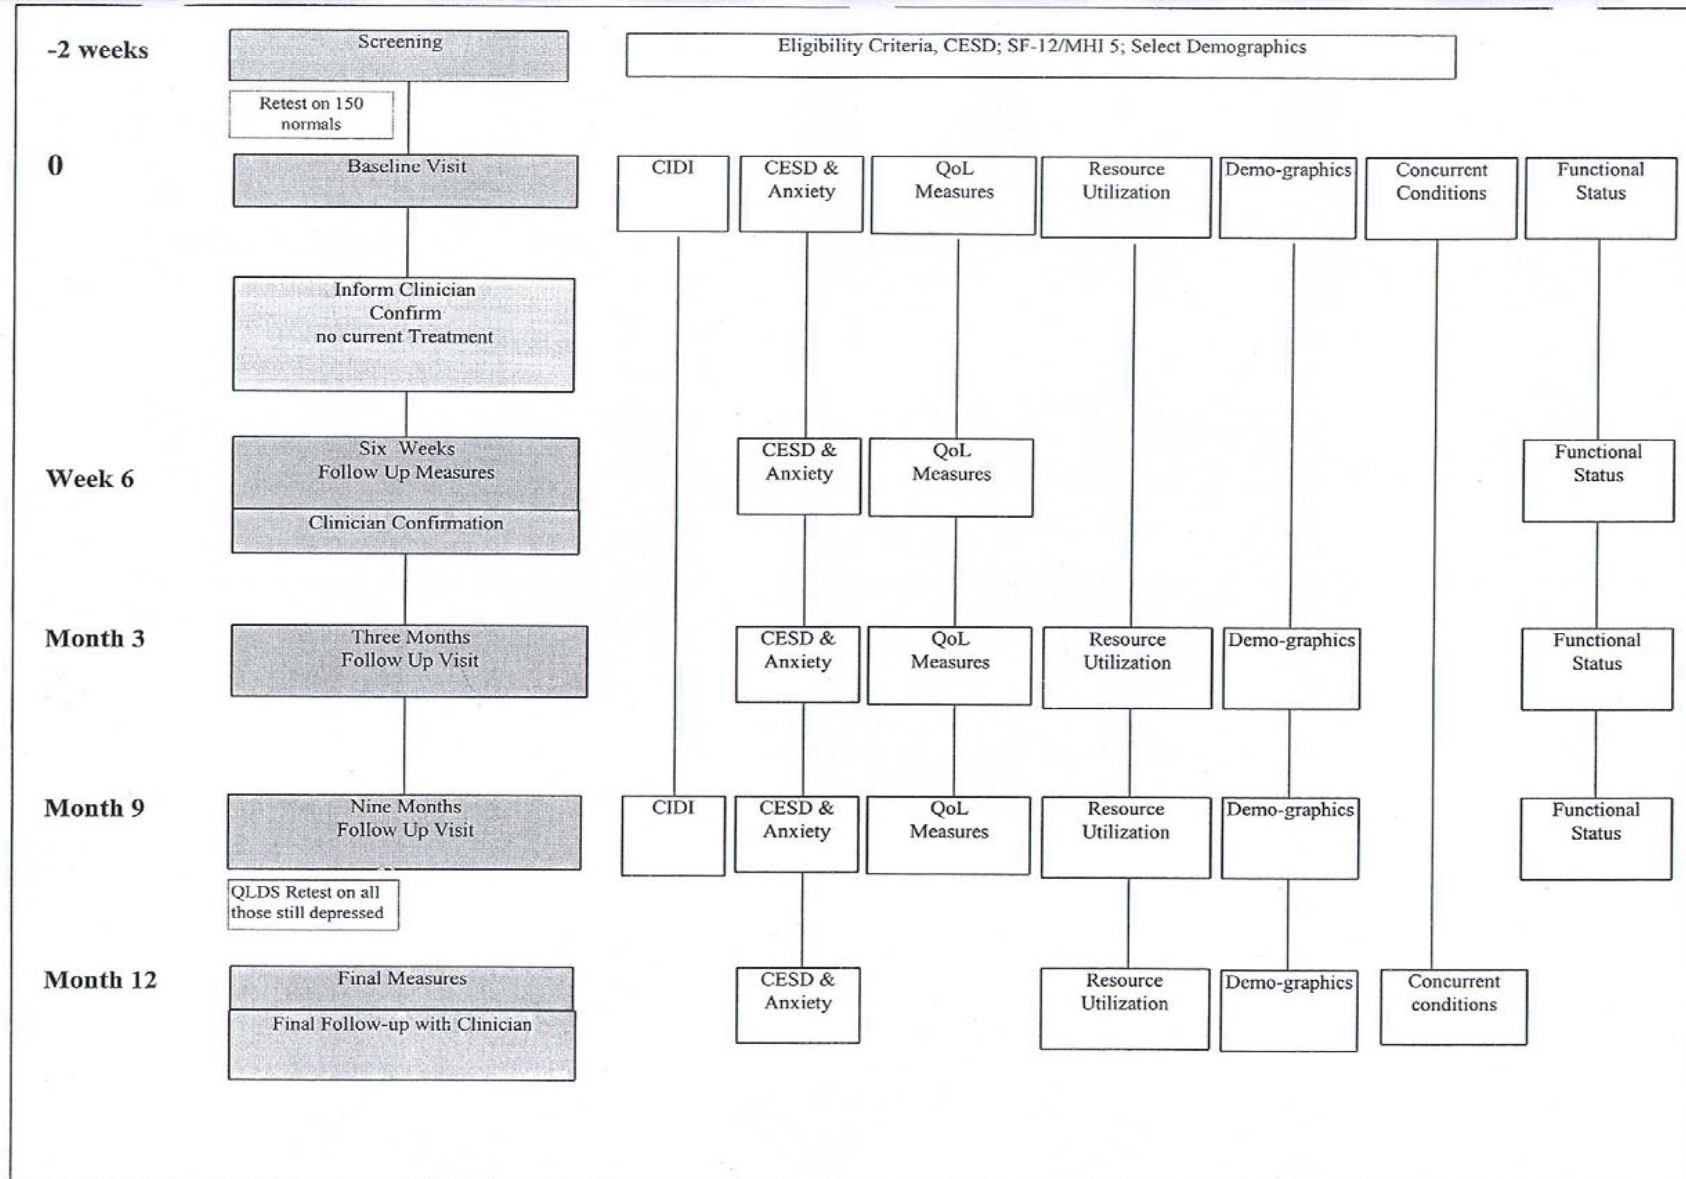 -2 weeks
Screening
Eligibility Criteria, CESD; SF-12/MHI 5; Select Demographics
Retest on 150
normals
0
Baseline Visit
CIDI
CESD &
Anxiety
QoL
Measures
Resource
Utilization
Demo-graphics
Concurrent
Conditions
Functional
Status
Inform Clinician
Confirm
no current Treatment
Week 6
Six Weeks
Follow Up Measures
Clinician Confirmation
CESD &
Anxiety
QoL
Measures
Functional
Status
Month 3
Three Months
Follow Up Visit
CESD &
Anxiety
QoL
Measures
Resource
Utilization
Demo-graphics
Functional
Status
Month 9
Nine Months
Follow Up Visit
CIDI
CESD &
Anxiety
QoL
Measures
Resource
Utilization
Demo-graphics
Functional
Status
QLDS Retest on all
those still depressed
Month 12
Final Measures
Final Follow-up with Clinician
CESD &
Anxiety
Resource
Utilization
Demo-graphics
Concurrent
conditions